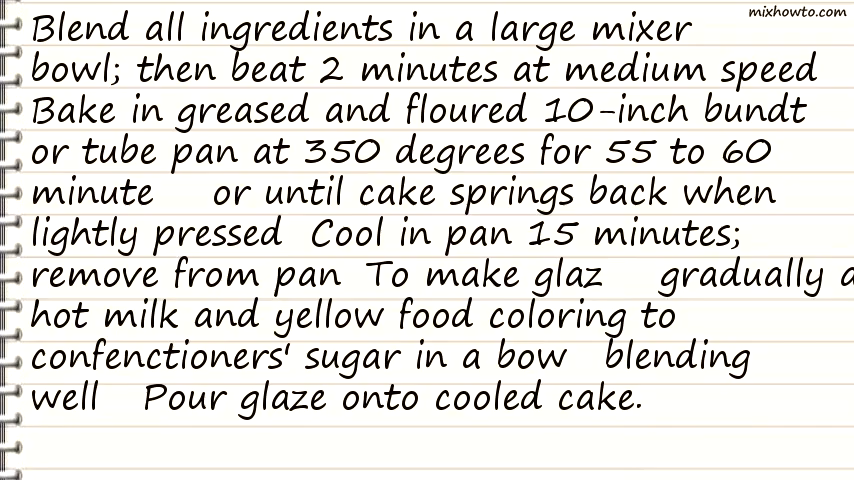 mixhowto.com
Blend all ingredients in a large mixer
bowl; then beat 2 minutes at medium speed
Bake in greased and floured 10-inch bundt
or tube pan at 350 degrees for 55 to 60
minute or until cake springs back when
lightly pressed Cool in pan 15 minutes;
remove from pan To make glaz gradually
hot milk and yellow food coloring to
confenctioners' sugar in a bow blending
well Pour glaze onto cooled cake.